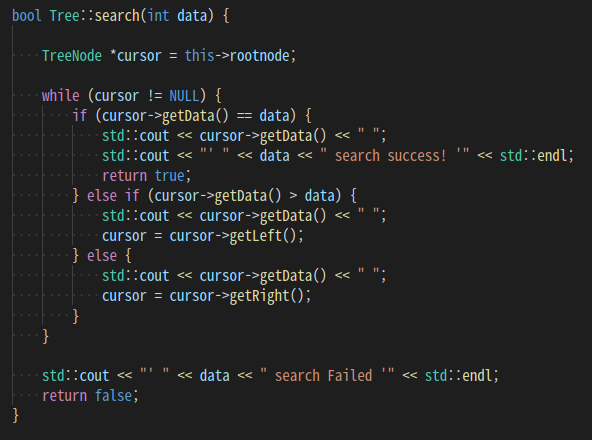 bool Tree::search(int data) {
TreeNode *cursor = this->rootnode;
while (cursor != NULL) {
if (cursor->getData() == data) {
std::cout << cursor->getData() << " ";
std::cout << "' " << data << " search success! '" << std::endl;
return true;
} else if (cursor->getData() > data) {
std::cout << cursor->getData() << " ";
cursor = cursor->getLeft();
} else {
std::cout << cursor->getData() << " ";
cursor = cursor->getRight();
}
}
std::cout << "' " << data << " search Failed '" << std::endl;
return false;
}